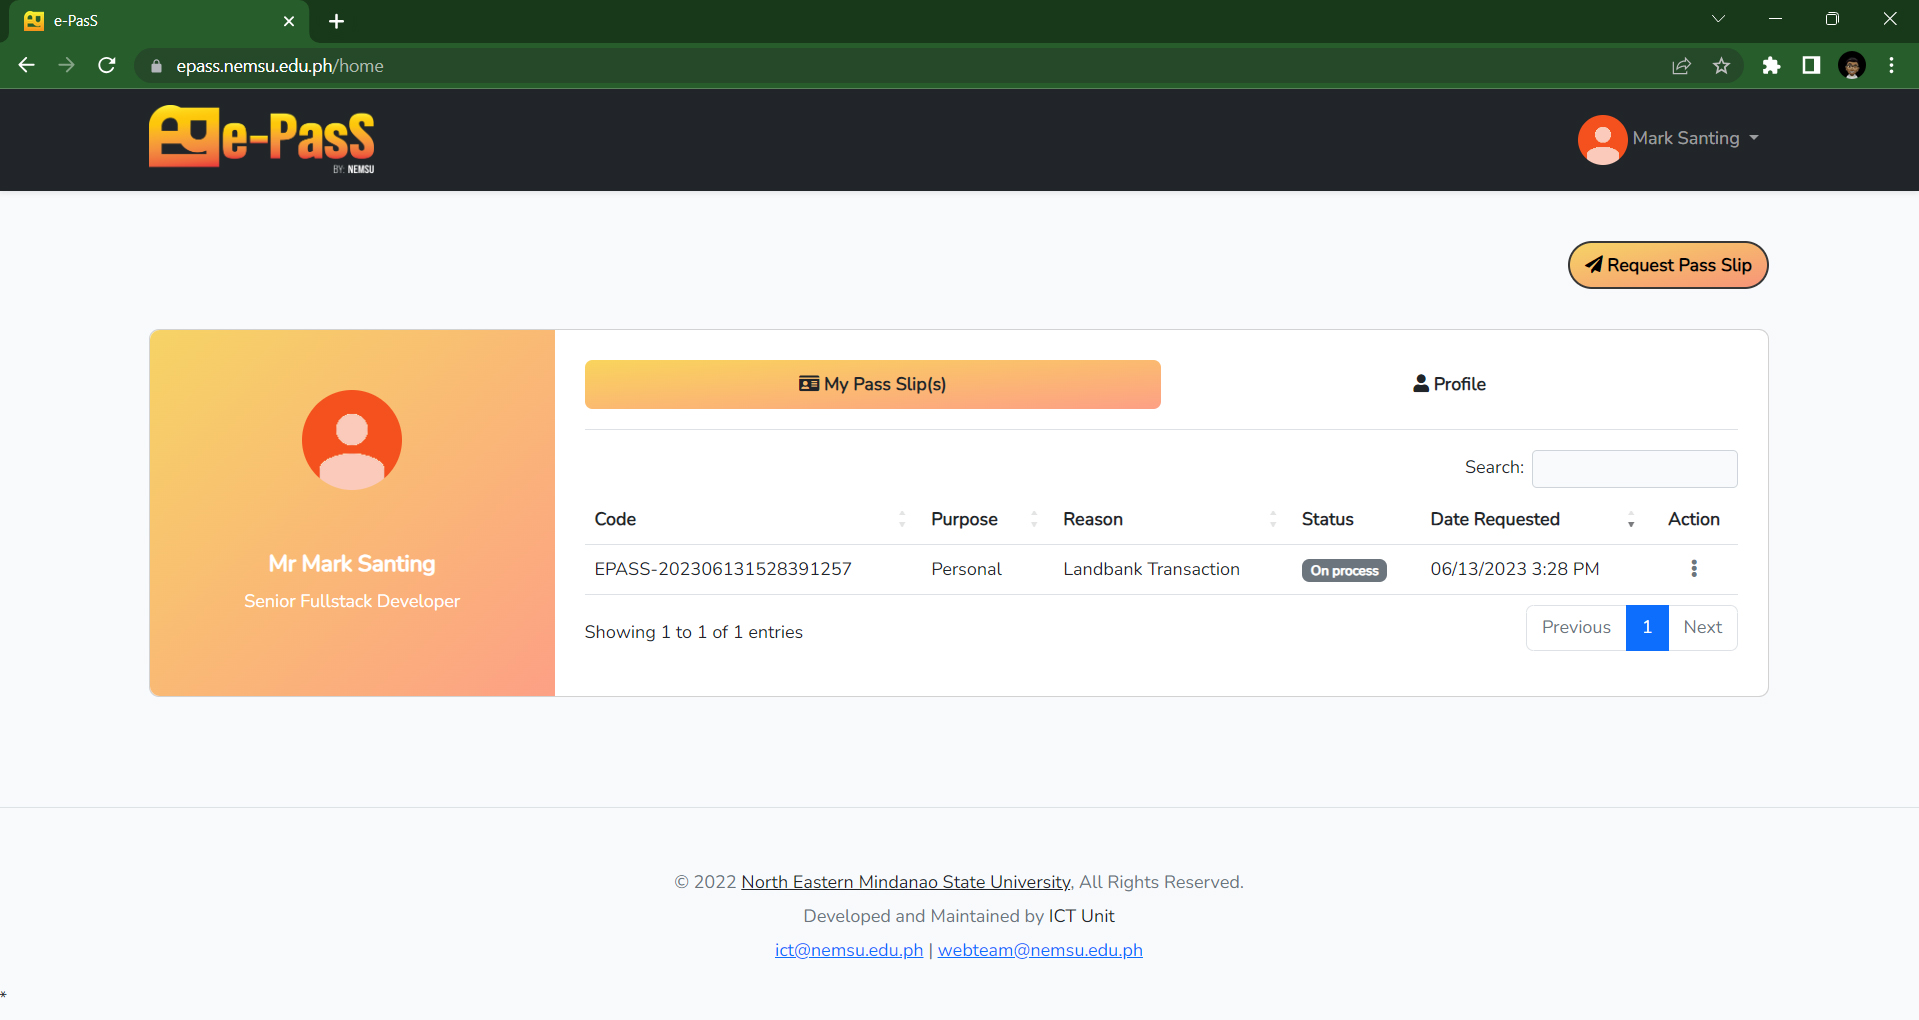 e-PasS
epass.nemsu.edu.ph/home
e-PasS
BY: NEMSU
Mark Santing
Request Pass Slip
My Pass Slip(s)
Profile
Search:
Code Purpose Reason Status Date Requested Action
EPASS-202306131528391257 Personal Landbank Transaction On process 06/13/2023 3:28 PM
Mr Mark Santing
Senior Fullstack Developer
Showing 1 to 1 of 1 entries
Previous 1 Next
© 2022 North Eastern Mindanao State University, All Rights Reserved.
Developed and Maintained by ICT Unit
ict@nemsu.edu.ph | webteam@nemsu.edu.ph
*